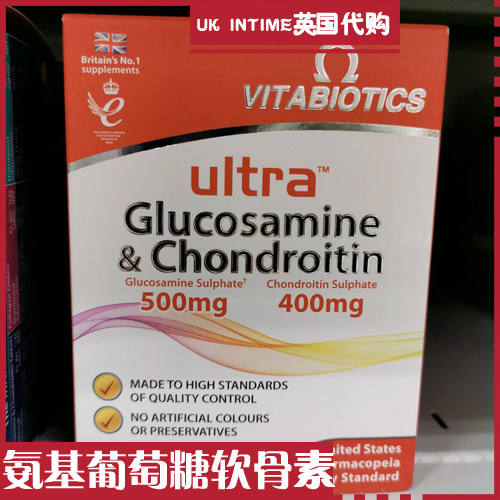 UK INTIME英国代购
Britain's No.1
supplements
VITABIOTICS
ultra™
Glucosamine
& Chondroitin
Glucosamine Sulphate†
500mg
Chondroitin Sulphate
400mg
MADE TO HIGH STANDARDS
OF QUALITY CONTROL
NO ARTIFICIAL COLOURS
OR PRESERVATIVES
nited States
rmacopeia
y Standard
氨基葡萄糖软骨素